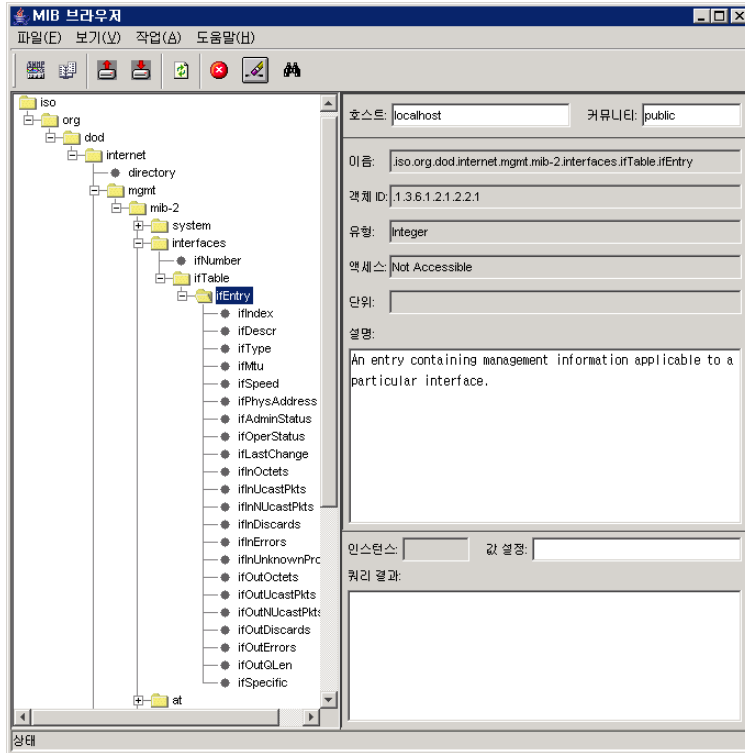 MIB 브라우저
파일(F) 보기(V) 작업(A) 도움말(H)
iso
org
dod
internet
directory
mgmt
mib-2
system
interfaces
ifNumber
ifTable
ifEntry
ifIndex
ifDescr
ifType
ifMtu
ifSpeed
ifPhysAddress
ifAdminStatus
ifOperStatus
ifLastChange
ifInOctets
ifInUcastPkts
ifInNUcastPkts
ifInDiscards
ifInErrors
ifInUnknownPro
ifOutOctets
ifOutUcastPkts
ifOutNUcastPkts
ifOutDiscards
ifOutErrors
ifOutQLen
ifSpecific
at
호스트: localhost 커뮤니티: public
이름: .iso.org.dod.internet.mgmt.mib-2.interfaces.ifTable.ifEntry
객체 ID: .1.3.6.1.2.1.2.2.1
유형: Integer
액세스: Not Accessible
단위:
설명:
An entry containing management information applicable to a
particular interface.
인스턴스: 값 설정:
쿼리 결과:
상태